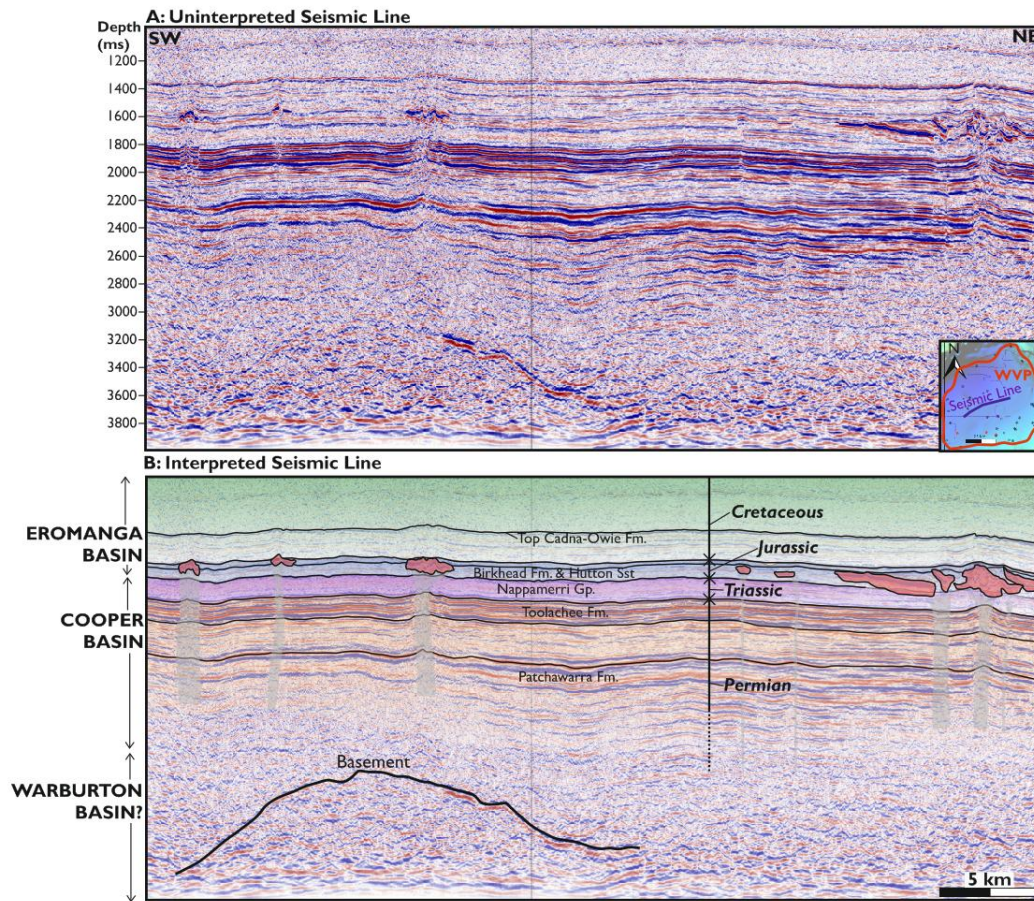 A: Uninterpreted Seismic Line
Depth
(ms)
SW
NE
1200
1400
1600
1800
2000
2200
2400
2600
2800
3000
3200
3400
3600
3800
N
WVP
Seismic Line
B: Interpreted Seismic Line
EROMANGA
BASIN
COOPER
BASIN
WARBURTON
BASIN?
Cretaceous
Top Cadna-Owie Fm.
Jurassic
Birkhead Fm. & Hutton Sst
Nappamerri Gp.
Triassic
Toolachee Fm.
Patchawarra Fm.
Permian
Basement
5 km